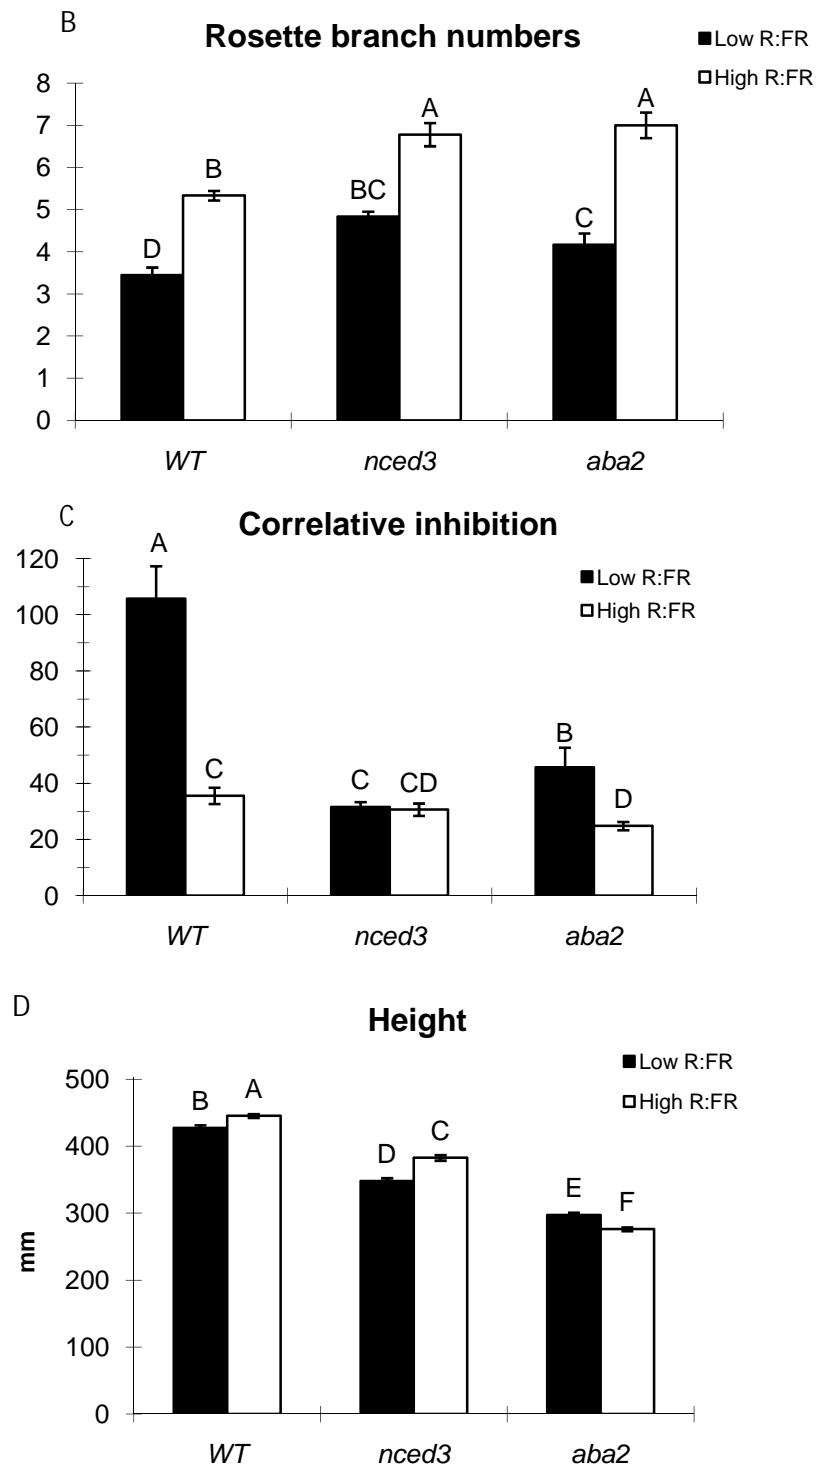 B
Rosette branch numbers
Low R:FR
High R:FR
8
7
6
5
4
3
2
1
0
D
B
BC
A
C
A
WT nced3 aba2
C
Correlative inhibition
Low R:FR
High R:FR
120
100
80
60
40
20
0
A
C
C
CD
B
D
WT nced3 aba2
D
Height
Low R:FR
High R:FR
mm
500
400
300
200
100
0
B
A
D
C
E
F
WT nced3 aba2